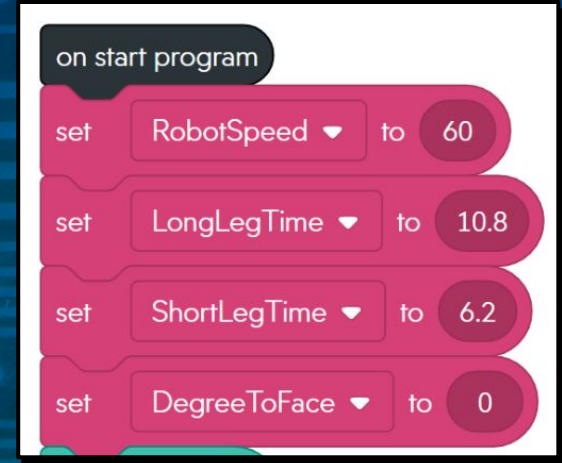 on start program
set RobotSpeed to 60
set LongLegTime to 10.8
set ShortLegTime to 6.2
set DegreeToFace to 0